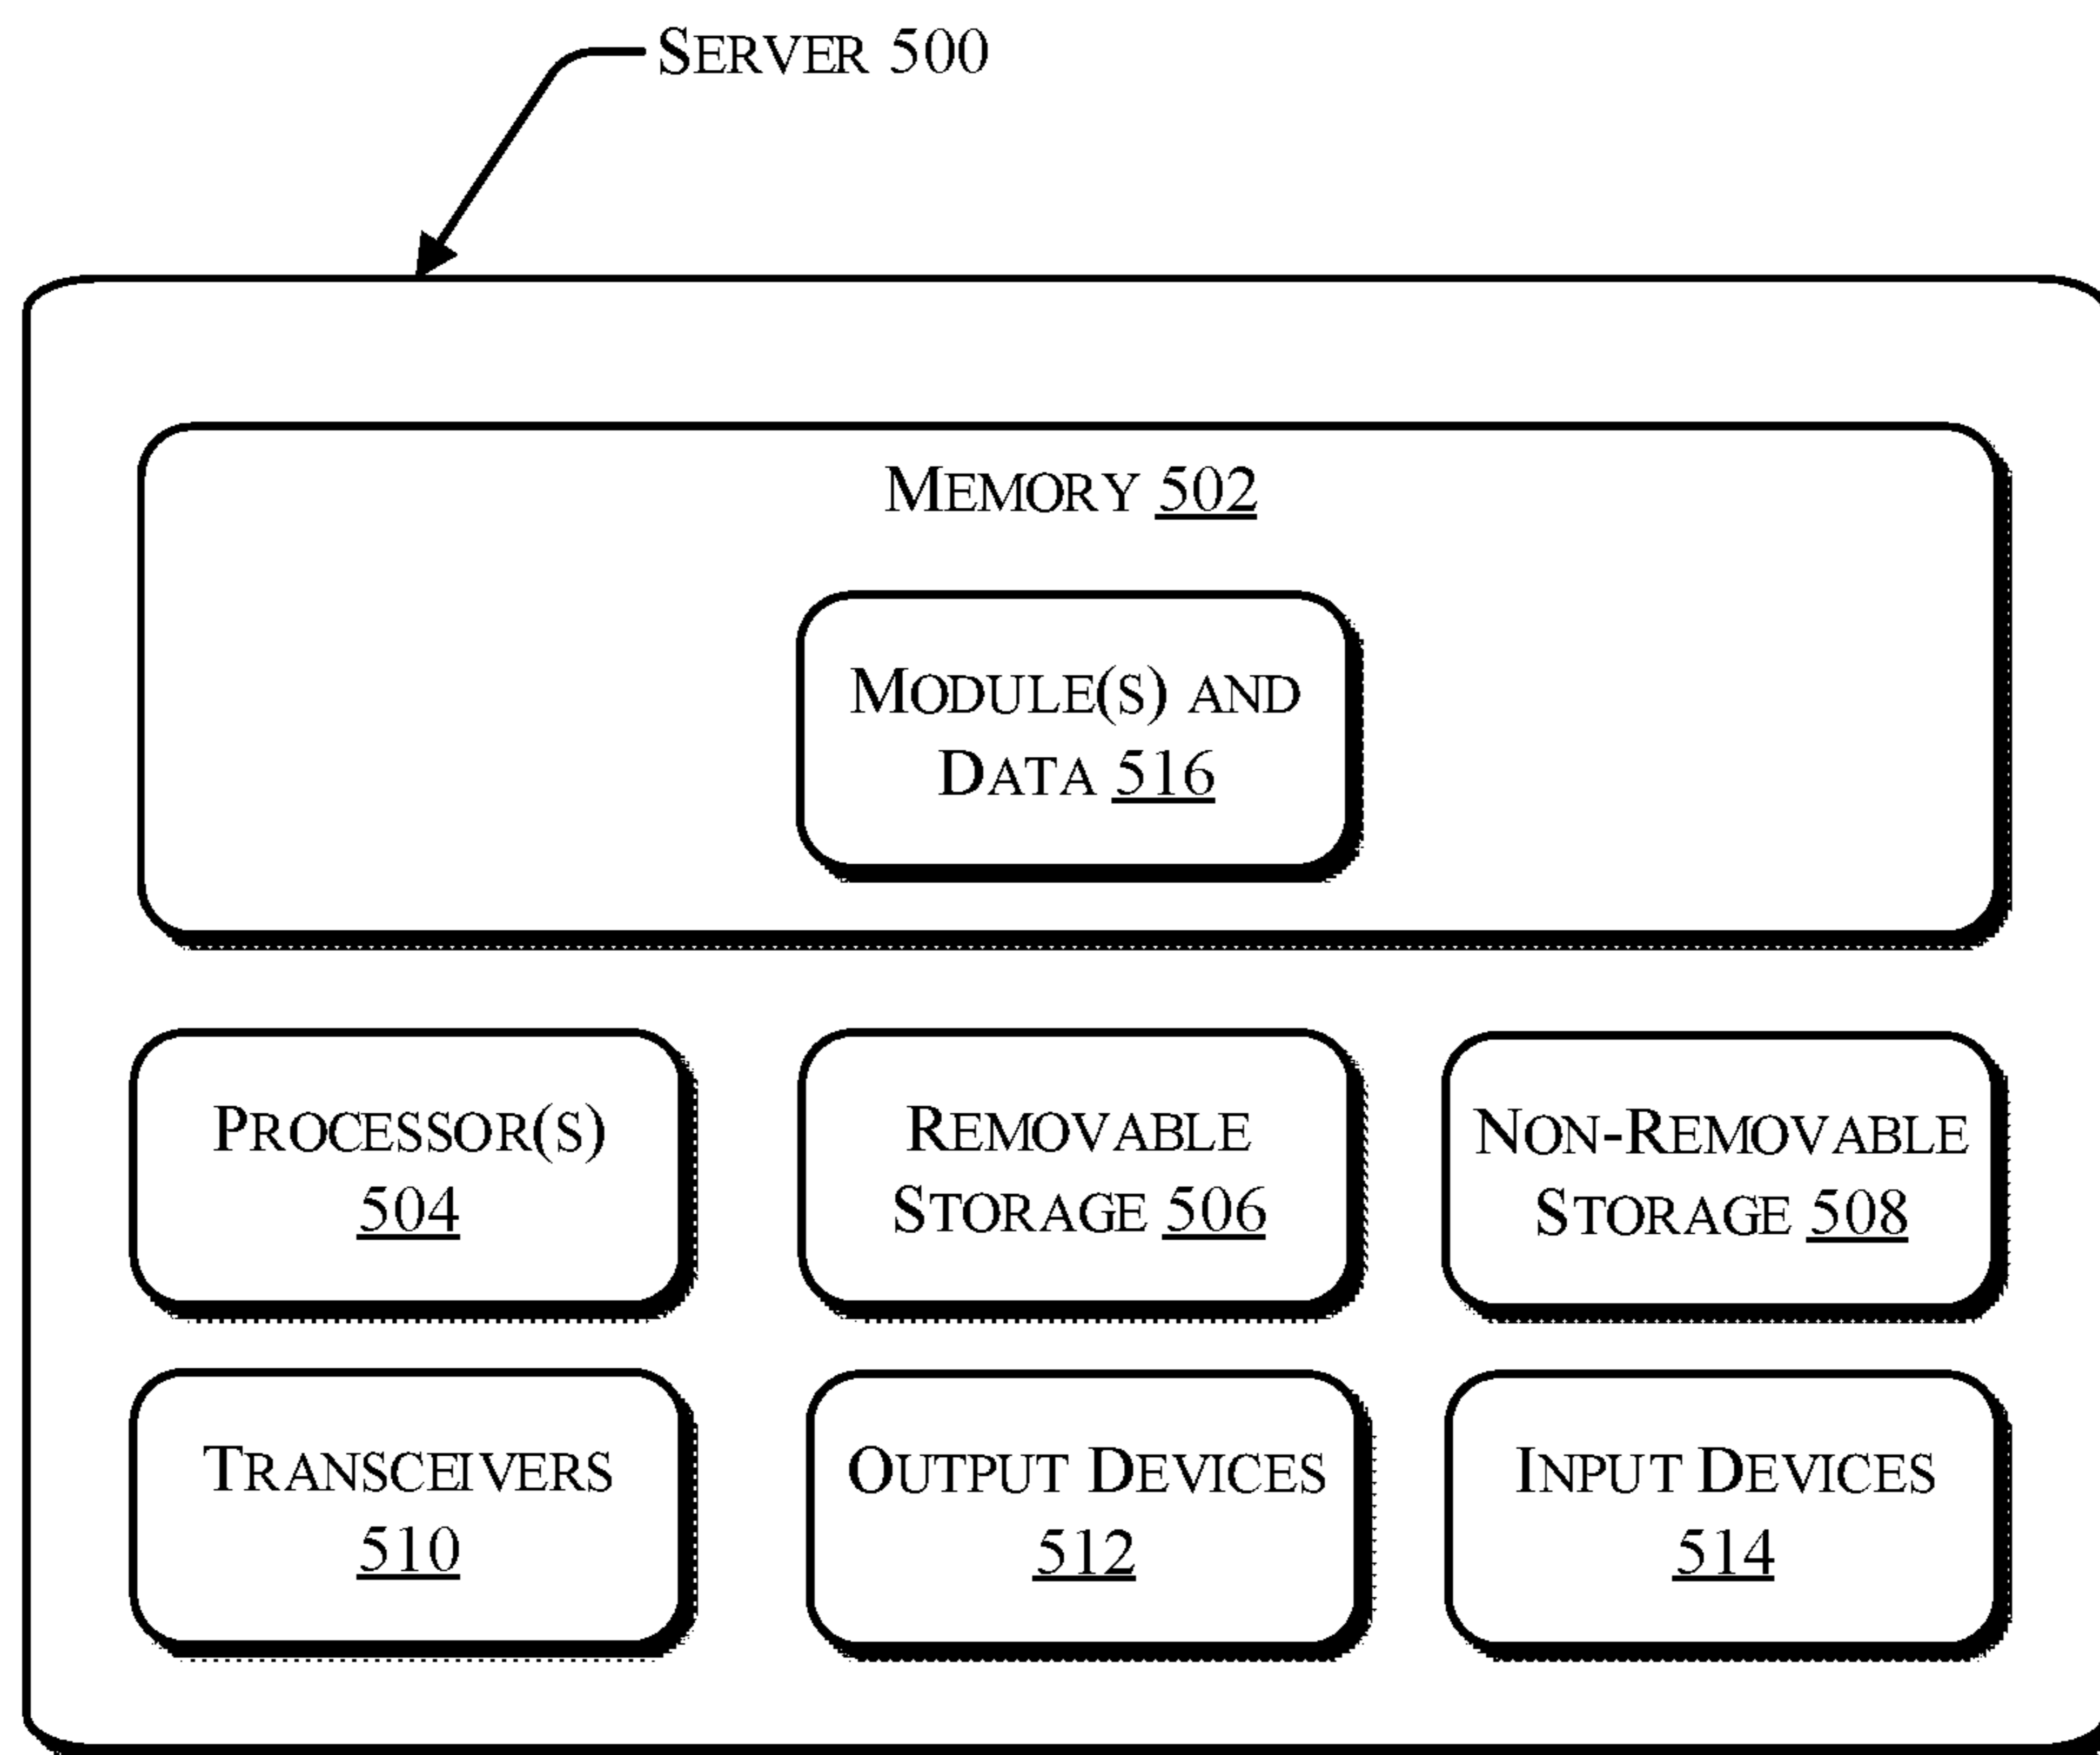 SERVER 500
MEMORY 502
MODULE(S) AND
DATA 516
PROCESSOR(S)
504
REMOVABLE
STORAGE 506
NON-REMOVABLE
STORAGE 508
TRANSCEIVERS
510
OUTPUT DEVICES
512
INPUT DEVICES
514